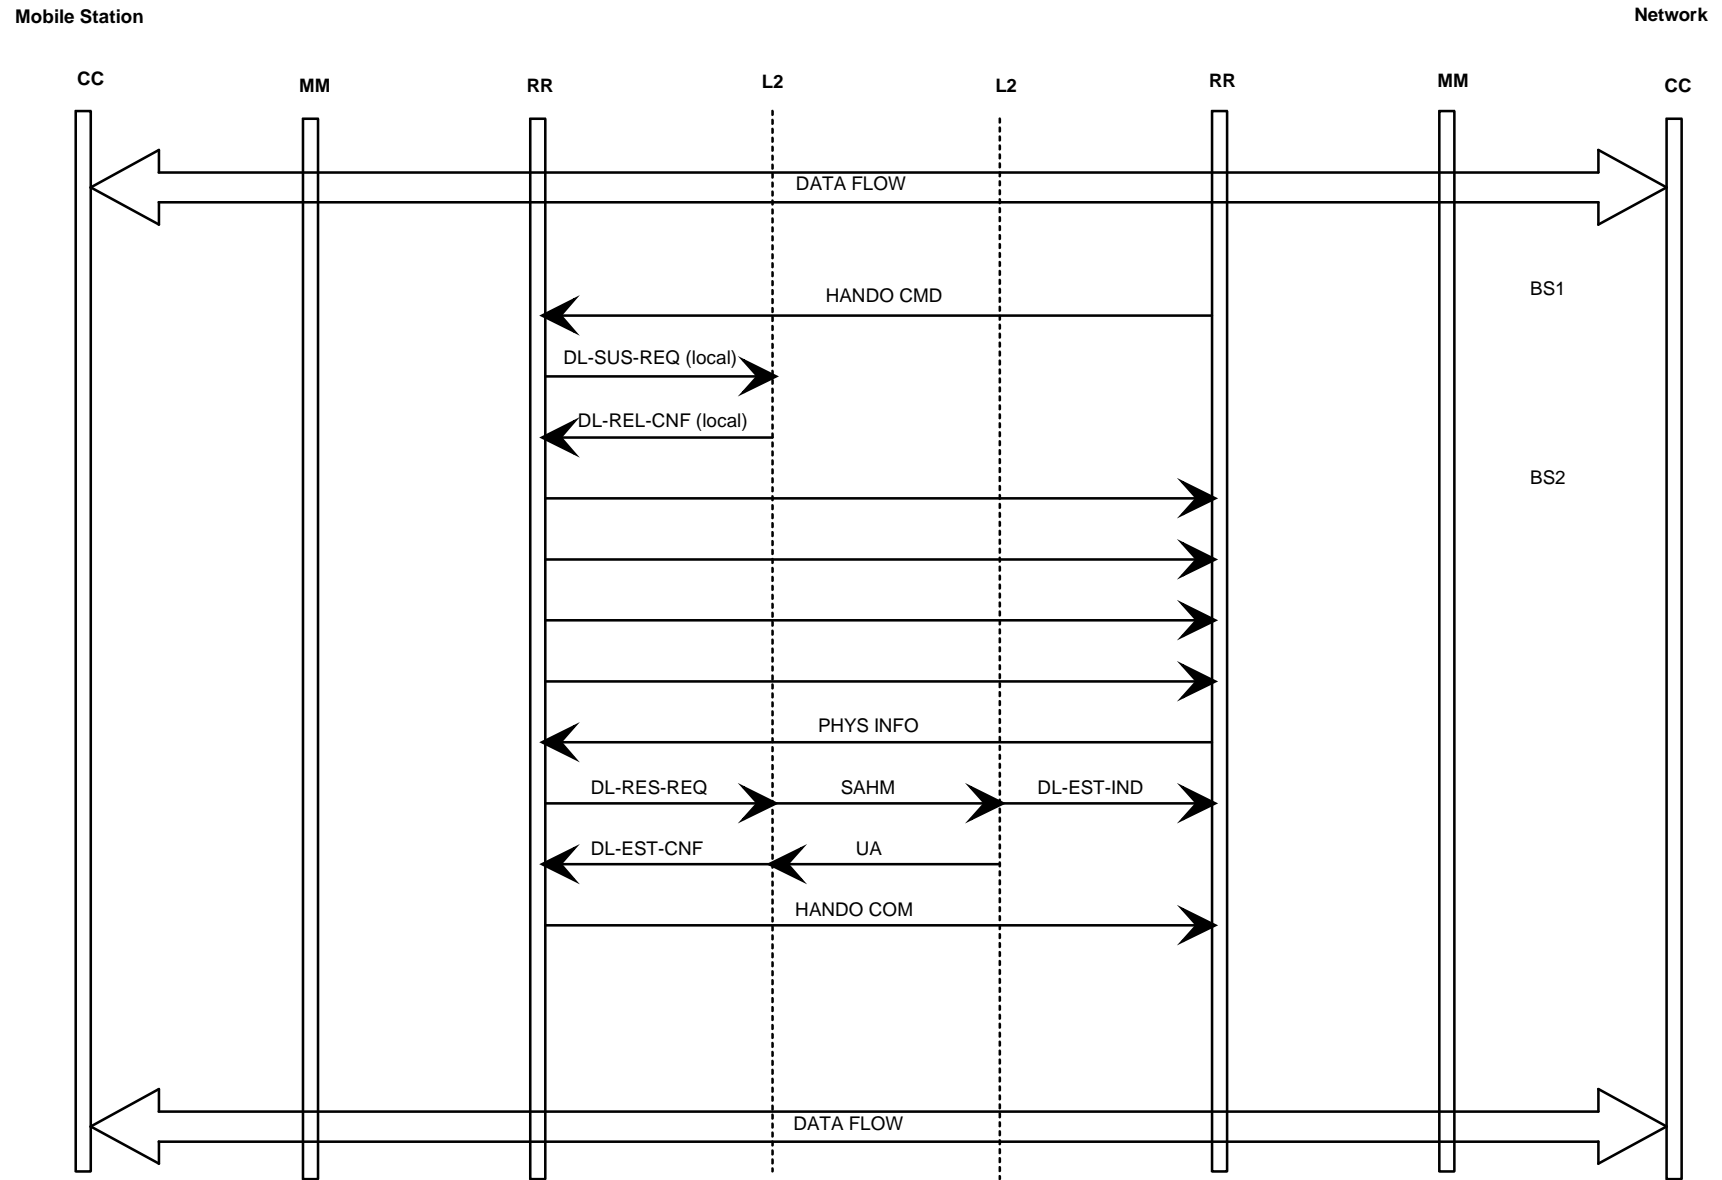 Mobile Station
Network
CC
MM
RR
L2
L2
RR
MM
CC
DATA FLOW
BS1
HANDO CMD
DL-SUS-REQ (local)
DL-REL-CNF (local)
BS2
PHYS INFO
DL-RES-REQ
SAHM
DL-EST-IND
DL-EST-CNF
UA
HANDO COM
DATA FLOW